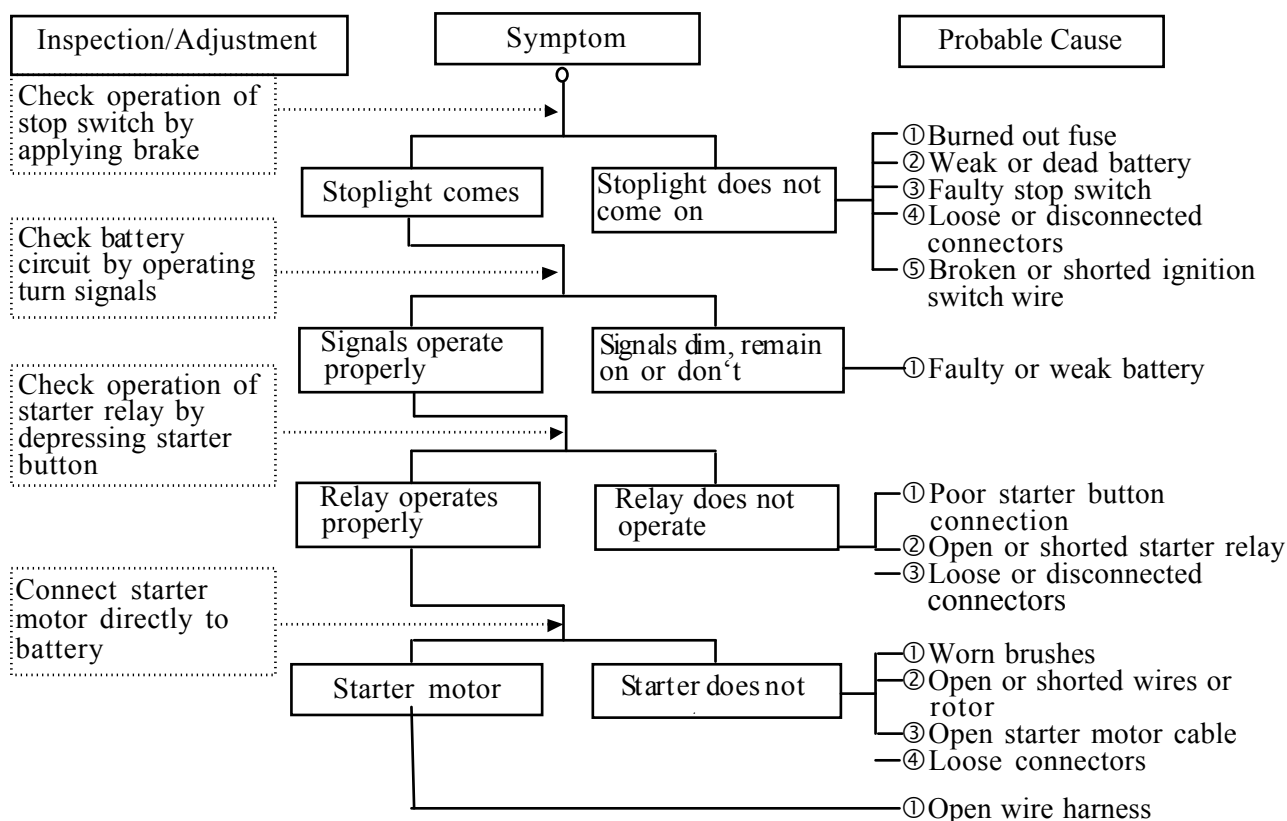 Inspection/Adjustment
Symptom
Probable Cause
Check operation of
stop switch by
applying brake
Stoplight comes
Stoplight does not
come on
①Burned out fuse
②Weak or dead battery
③Faulty stop switch
④Loose or disconnected
connectors
⑤Broken or shorted ignition
switch wire
Check battery
circuit by operating
turn signals
Signals operate
properly
Signals dim, remain
on or don‘t
①Faulty or weak battery
Check operation of
starter relay by
depressing starter
button
Relay operates
properly
Relay does not
operate
①Poor starter button
connection
②Open or shorted starter relay
③Loose or disconnected
connectors
Connect starter
motor directly to
battery
Starter motor
Starter does not
①Worn brushes
②Open or shorted wires or
rotor
③Open starter motor cable
④Loose connectors
①Open wire harness